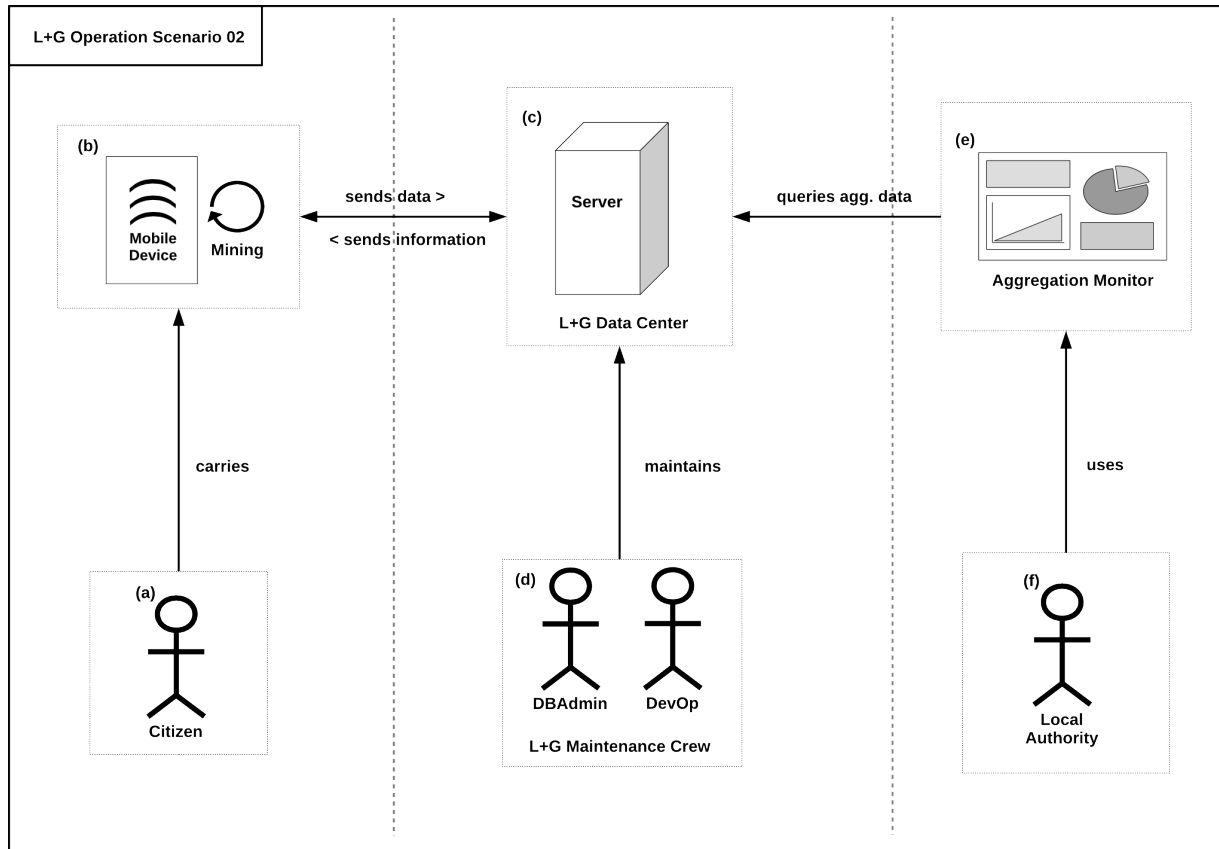 L+G Operation Scenario 02
(b)
Mobile
Device
Mining
sends data >
< sends information
(c)
Server
L+G Data Center
queries agg. data
(e)
Aggregation Monitor
carries
maintains
uses
(a)
Citizen
(d)
DBAdmin
DevOp
L+G Maintenance Crew
(f)
Local
Authority